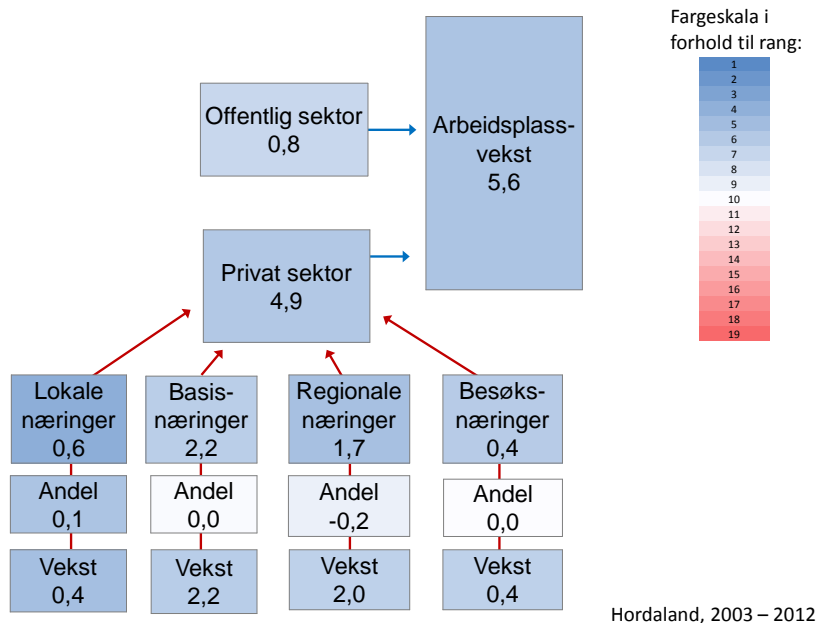 Fargeskala i
forhold til rang:
1
2
3
4
5
6
7
8
9
10
11
12
13
14
15
16
17
18
19
Offentlig sektor
0,8
Arbeidsplass-
vekst
5,6
Privat sektor
4,9
Lokale
næringer
0,6
Basis-
næringer
2,2
Regionale
næringer
1,7
Besøks-
næringer
0,4
Andel
0,1
Andel
0,0
Andel
-0,2
Andel
0,0
Vekst
0,4
Vekst
2,2
Vekst
2,0
Vekst
0,4
Hordaland, 2003 – 2012